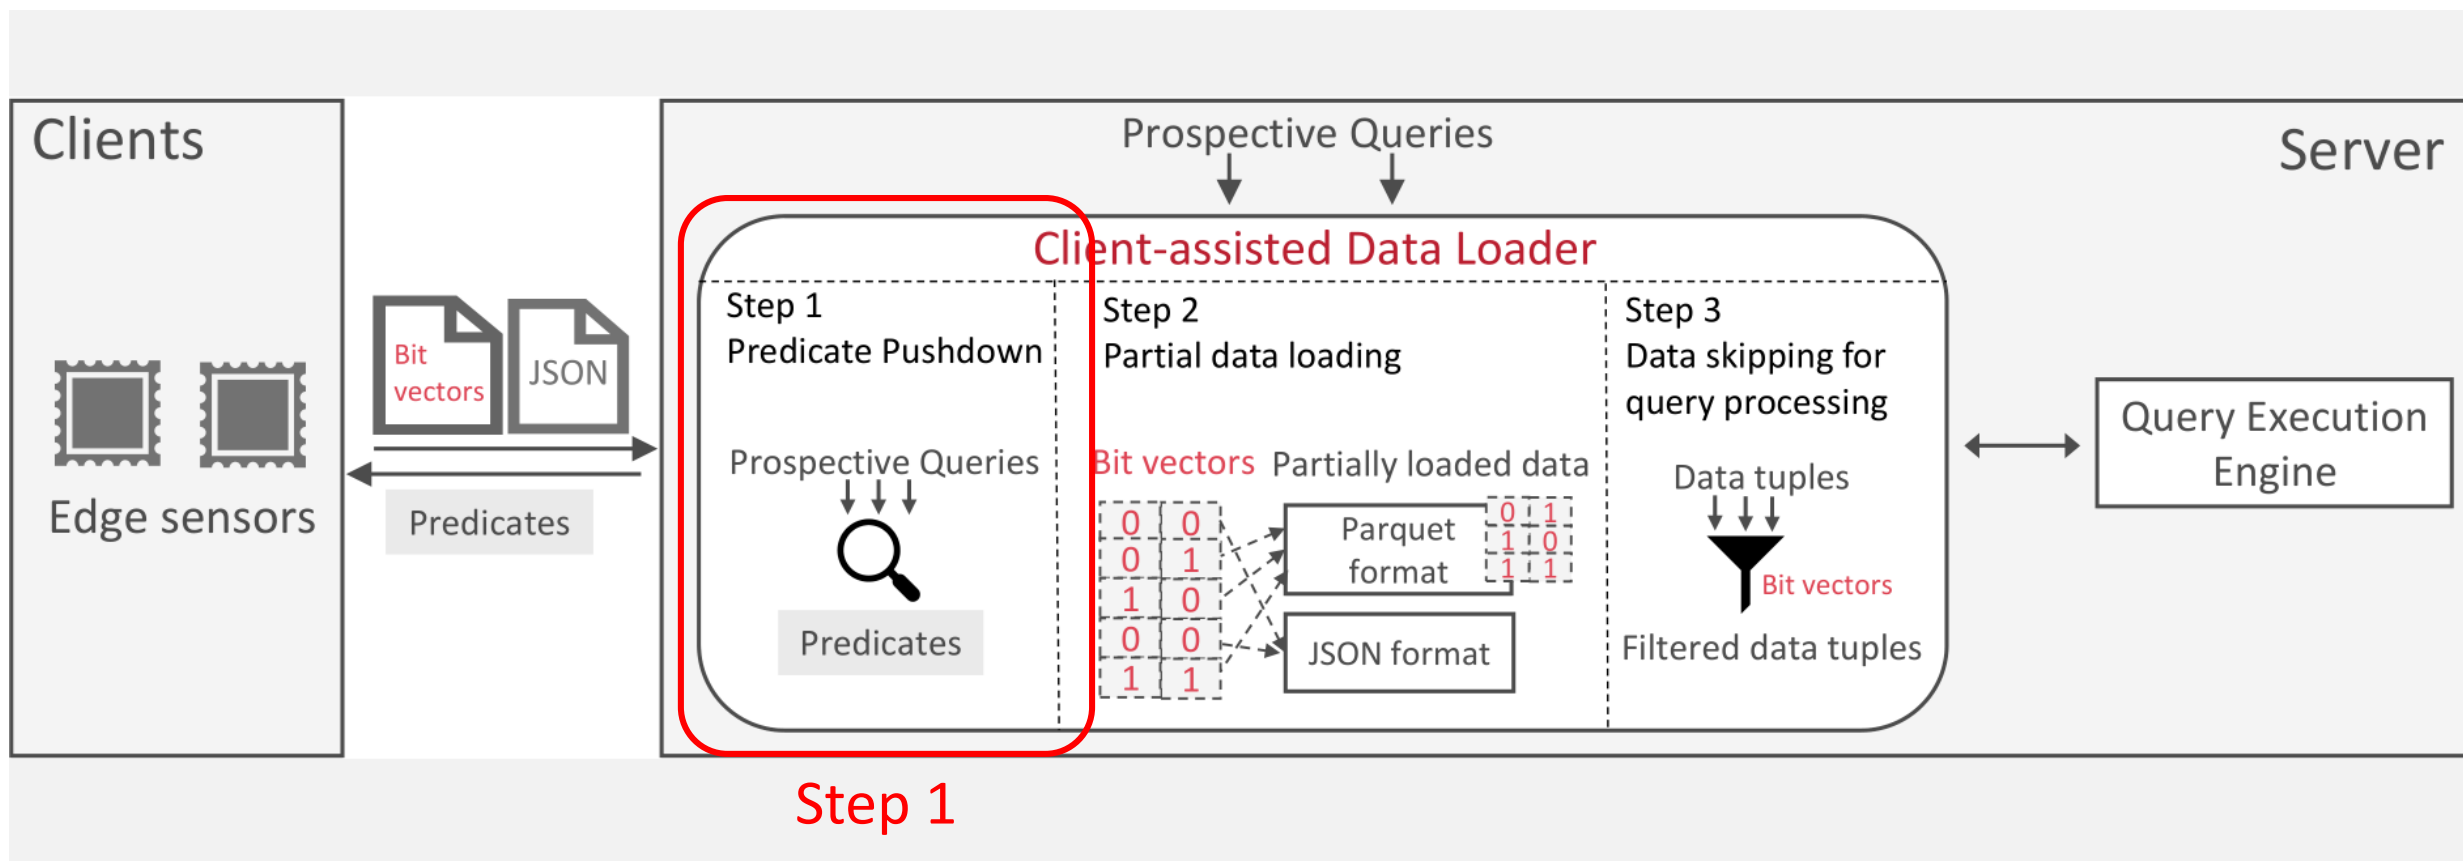 Clients
Edge sensors
Bit
vectors
JSON
Predicates
Server
Prospective Queries
Client-assisted Data Loader
Step 1
Predicate Pushdown
Prospective Queries
Predicates
Step 2
Partial data loading
Bit vectors
Partially loaded data
0 0
0 1
1 0
0 0
1 1
Parquet
format
0 1
1 0
1 1
JSON format
Step 3
Data skipping for
query processing
Data tuples
Bit vectors
Filtered data tuples
Query Execution
Engine
Step 1